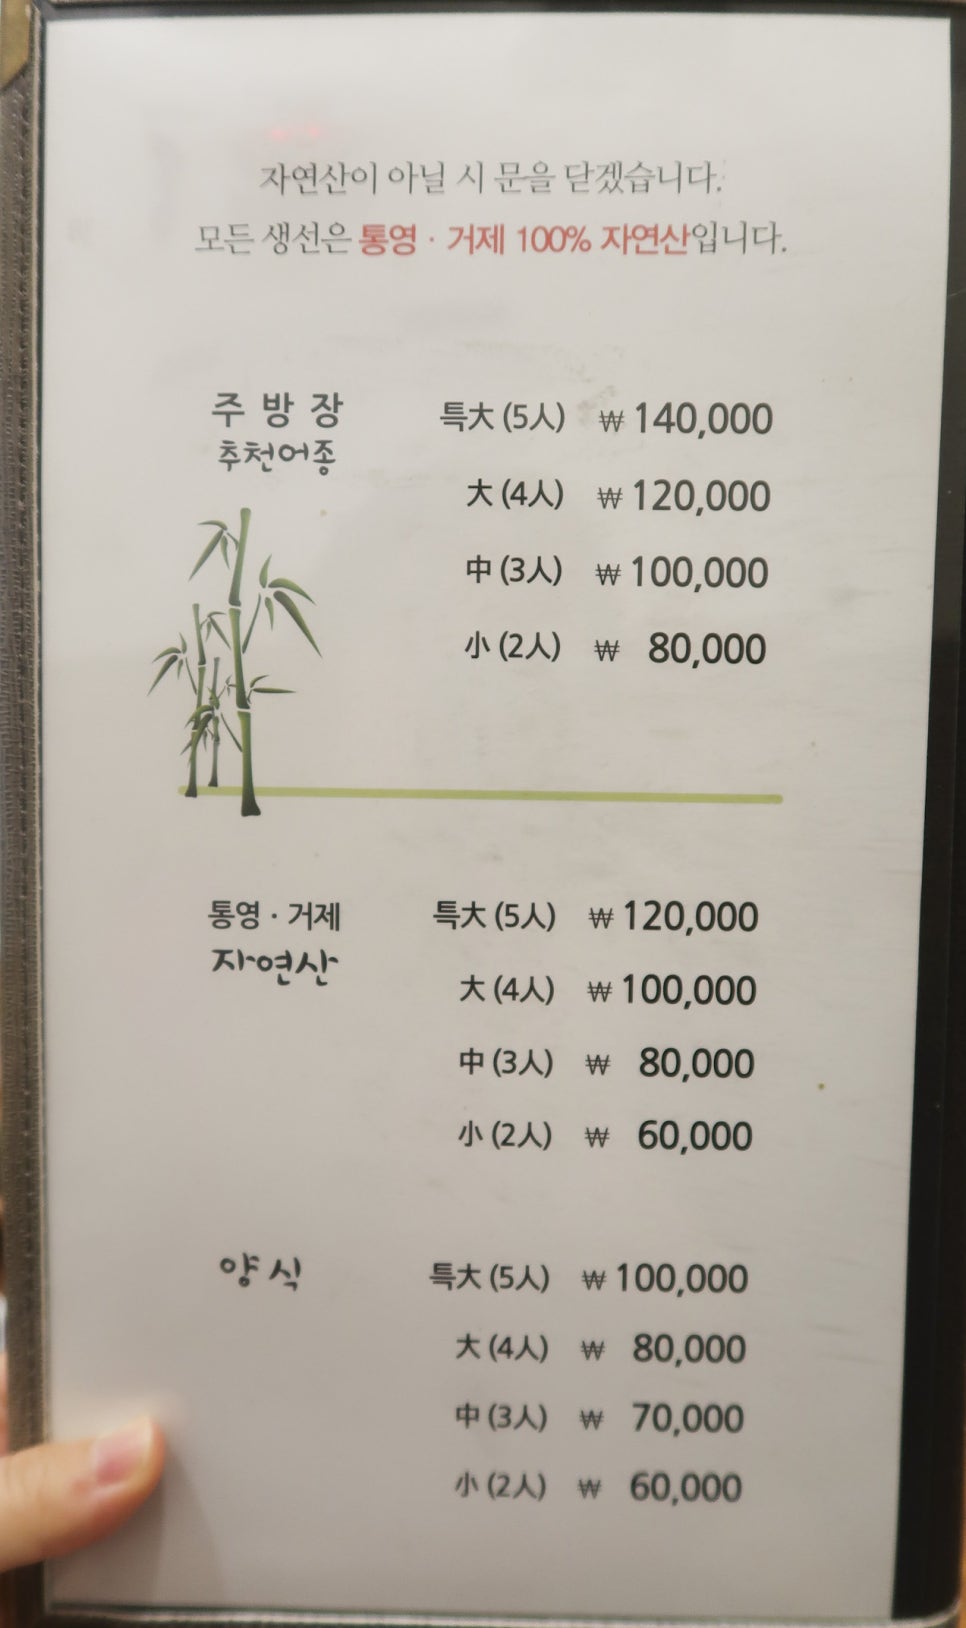 자연산이 아닐 시 문을 닫겠습니다.
모든 생선은 통영 · 거제 100% 자연산입니다.
주 방 장
추천어종
특大 (5人) ₩ 140,000
大 (4人) ₩ 120,000
中 (3人) ₩ 100,000
小 (2人) ₩ 80,000
통영 · 거제
자연산
특大 (5人) ₩ 120,000
大 (4人) ₩ 100,000
中 (3人) ₩ 80,000
小 (2人) ₩ 60,000
양 식
특大 (5人) ₩ 100,000
大 (4人) ₩ 80,000
中 (3人) ₩ 70,000
小 (2人) ₩ 60,000